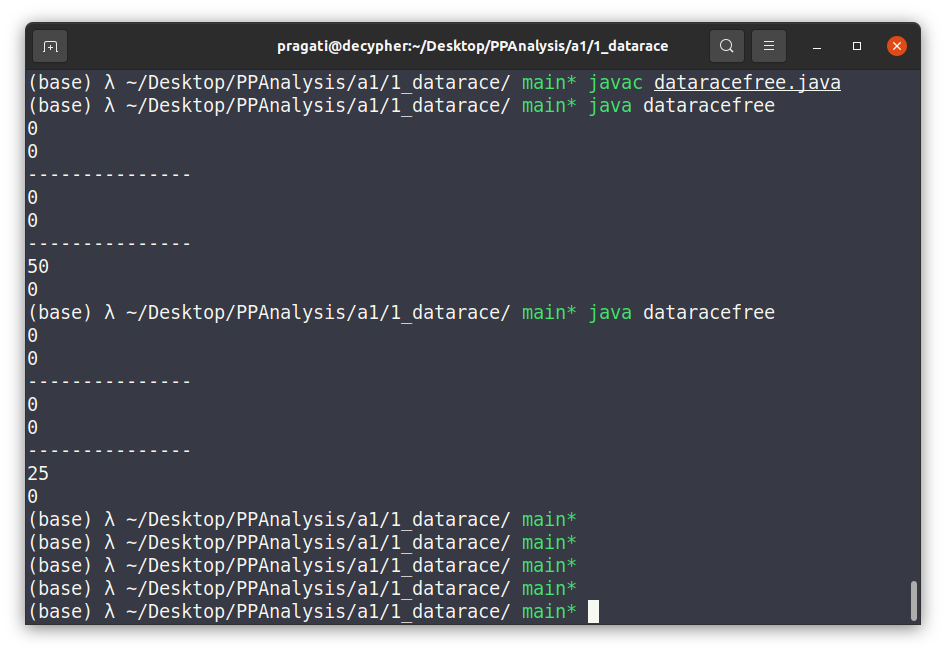 pragati@decypher:~/Desktop/PPAnalysis/a1/1_datarace
(base) λ ~/Desktop/PPAnalysis/a1/1_datarace/ main* javac dataracefree.java
(base) λ ~/Desktop/PPAnalysis/a1/1_datarace/ main* java dataracefree
0
0
---------------
0
0
---------------
50
0
(base) λ ~/Desktop/PPAnalysis/a1/1_datarace/ main* java dataracefree
0
0
---------------
0
0
---------------
25
0
(base) λ ~/Desktop/PPAnalysis/a1/1_datarace/ main*
(base) λ ~/Desktop/PPAnalysis/a1/1_datarace/ main*
(base) λ ~/Desktop/PPAnalysis/a1/1_datarace/ main*
(base) λ ~/Desktop/PPAnalysis/a1/1_datarace/ main*
(base) λ ~/Desktop/PPAnalysis/a1/1_datarace/ main*